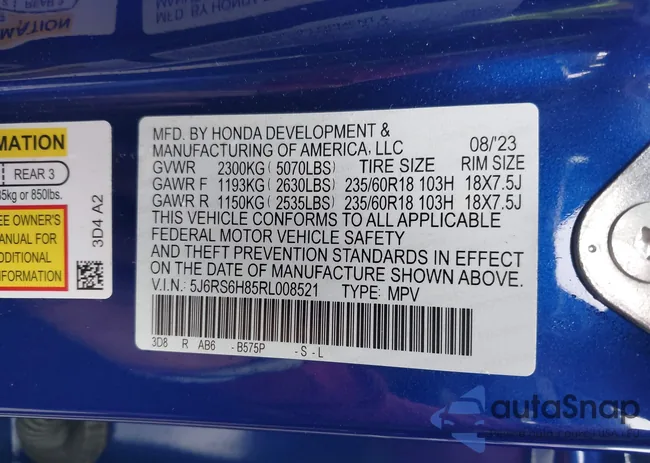 MATION
REAR 3
85kg or 850lbs.
EE OWNER'S
ANUAL FOR
DDITIONAL
NFORMATION
3D4 A2
MFD. BY HONDA DEVELOPMENT &
MANUFACTURING OF AMERICA, LLC 08/'23
GVWR 2300KG (5070LBS) TIRE SIZE RIM SIZE
GAWR F 1193KG (2630LBS) 235/60R18 103H 18X7.5J
GAWR R 1150KG (2535LBS) 235/60R18 103H 18X7.5J
THIS VEHICLE CONFORMS TO ALL APPLICABLE
FEDERAL MOTOR VEHICLE SAFETY
AND THEFT PREVENTION STANDARDS IN EFFECT
ON THE DATE OF MANUFACTURE SHOWN ABOVE.
V.I.N.: 5J6RS6H85RL008521 TYPE: MPV
3D8 R AB6 -B575P -S-L
autoSnap